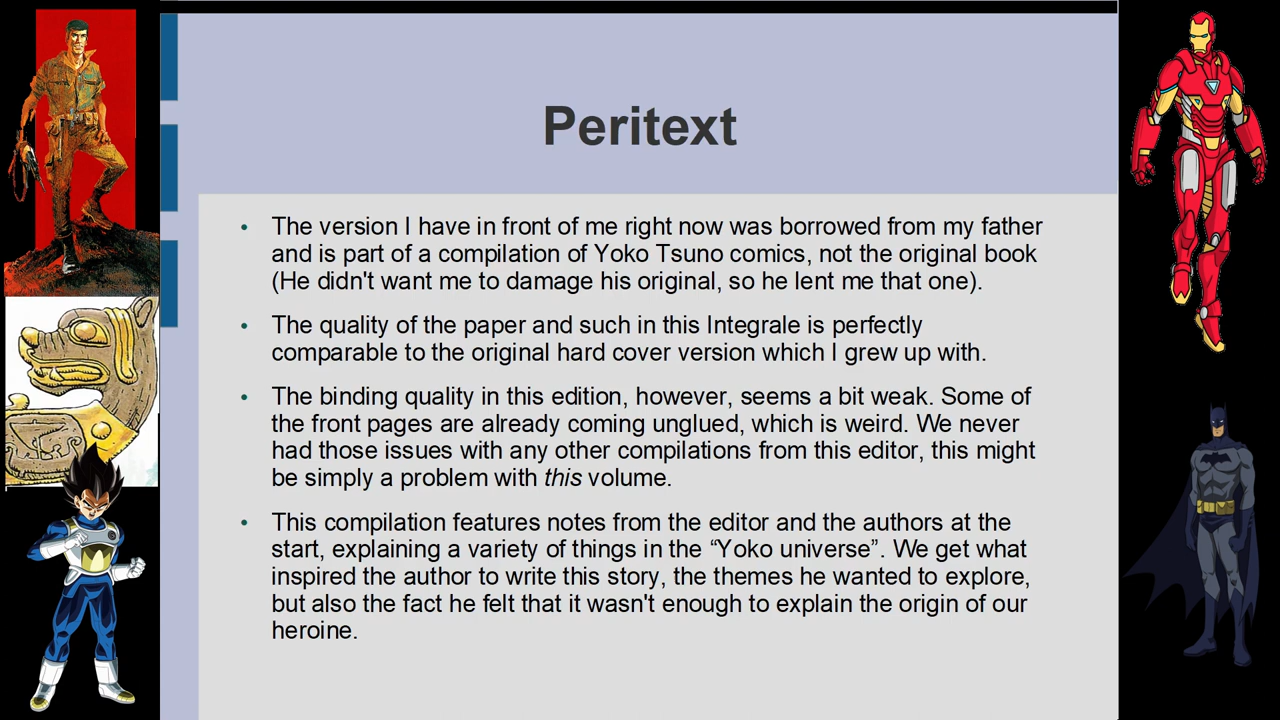 Peritext
• The version I have in front of me right now was borrowed from my father
and is part of a compilation of Yoko Tsuno comics, not the original book
(He didn't want me to damage his original, so he lent me that one).
• The quality of the paper and such in this Integrale is perfectly
comparable to the original hard cover version which I grew up with.
• The binding quality in this edition, however, seems a bit weak. Some of
the front pages are already coming unglued, which is weird. We never
had those issues with any other compilations from this editor, this might
be simply a problem with this volume.
• This compilation features notes from the editor and the authors at the
start, explaining a variety of things in the “Yoko universe”. We get what
inspired the author to write this story, the themes he wanted to explore,
but also the fact he felt that it wasn't enough to explain the origin of our
heroine.